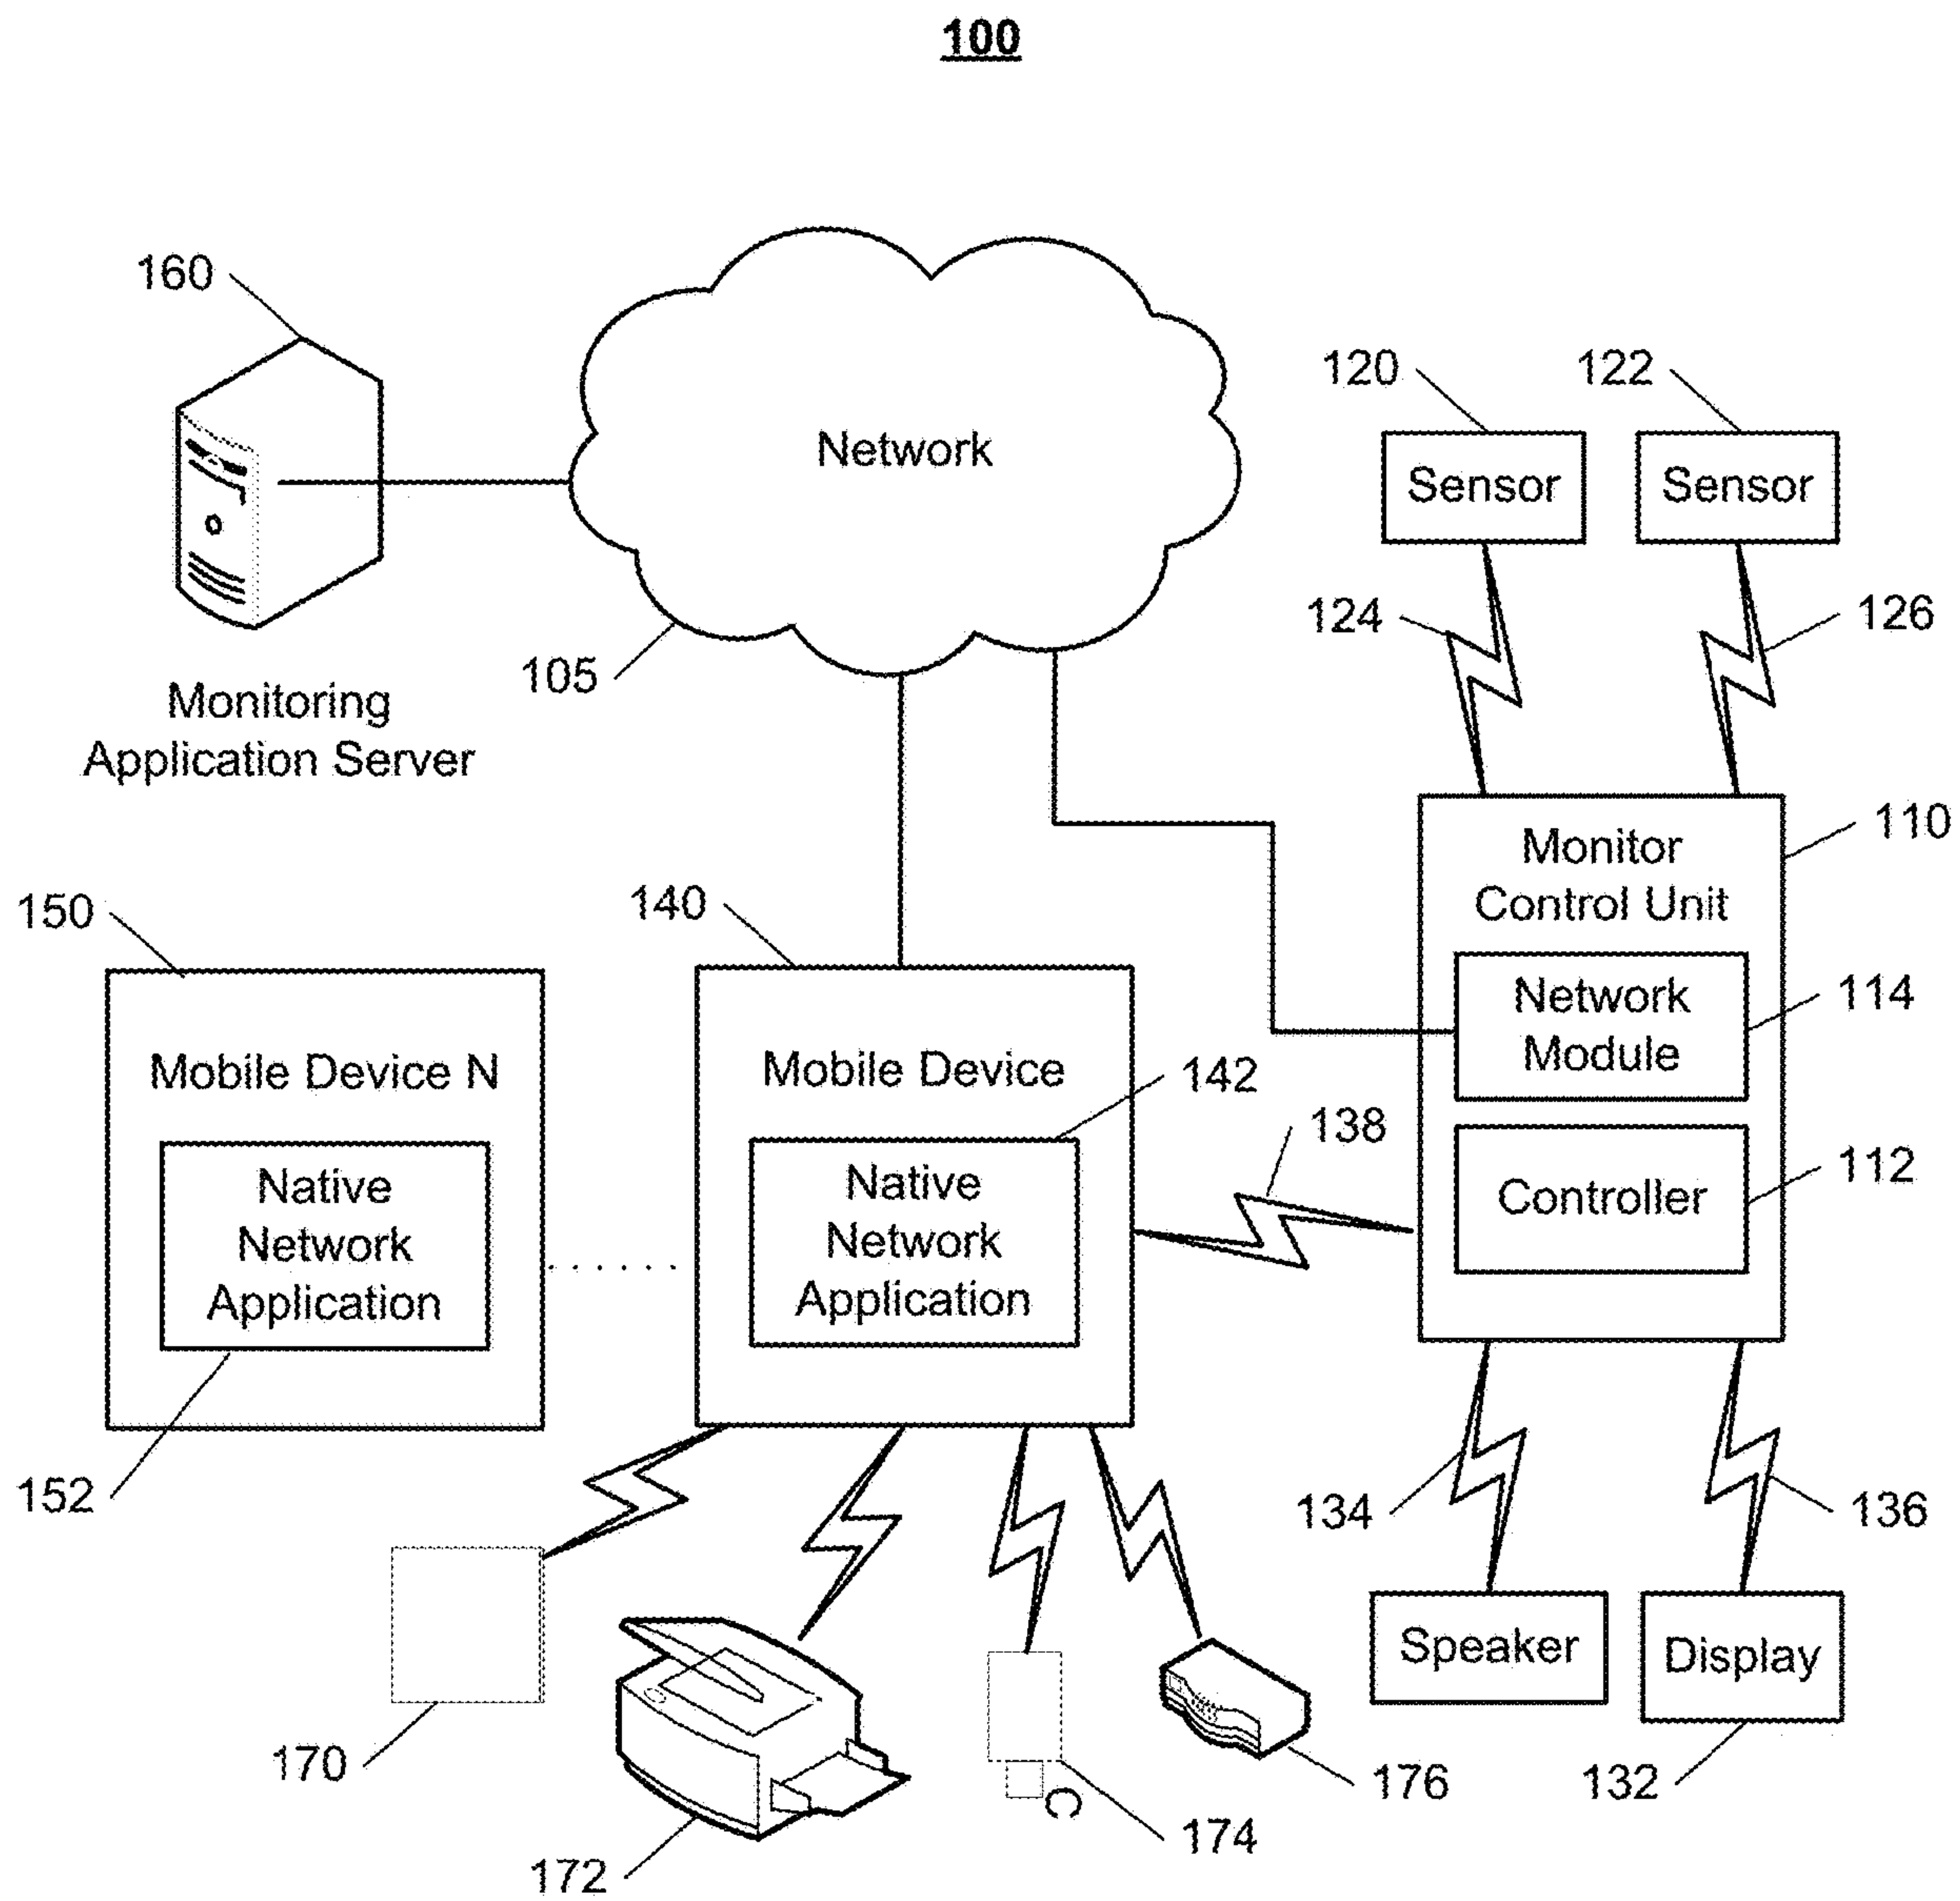 100
160
Network
120
122
Sensor
Sensor
124
126
105
Monitoring
Application Server
110
Monitor
Control Unit
150
140
Network
Module
114
Mobile Device N
Mobile Device
142
138
Native
Network
Application
Native
Network
Application
Controller
112
152
134
136
Speaker
Display
170
172
C
174
176
132